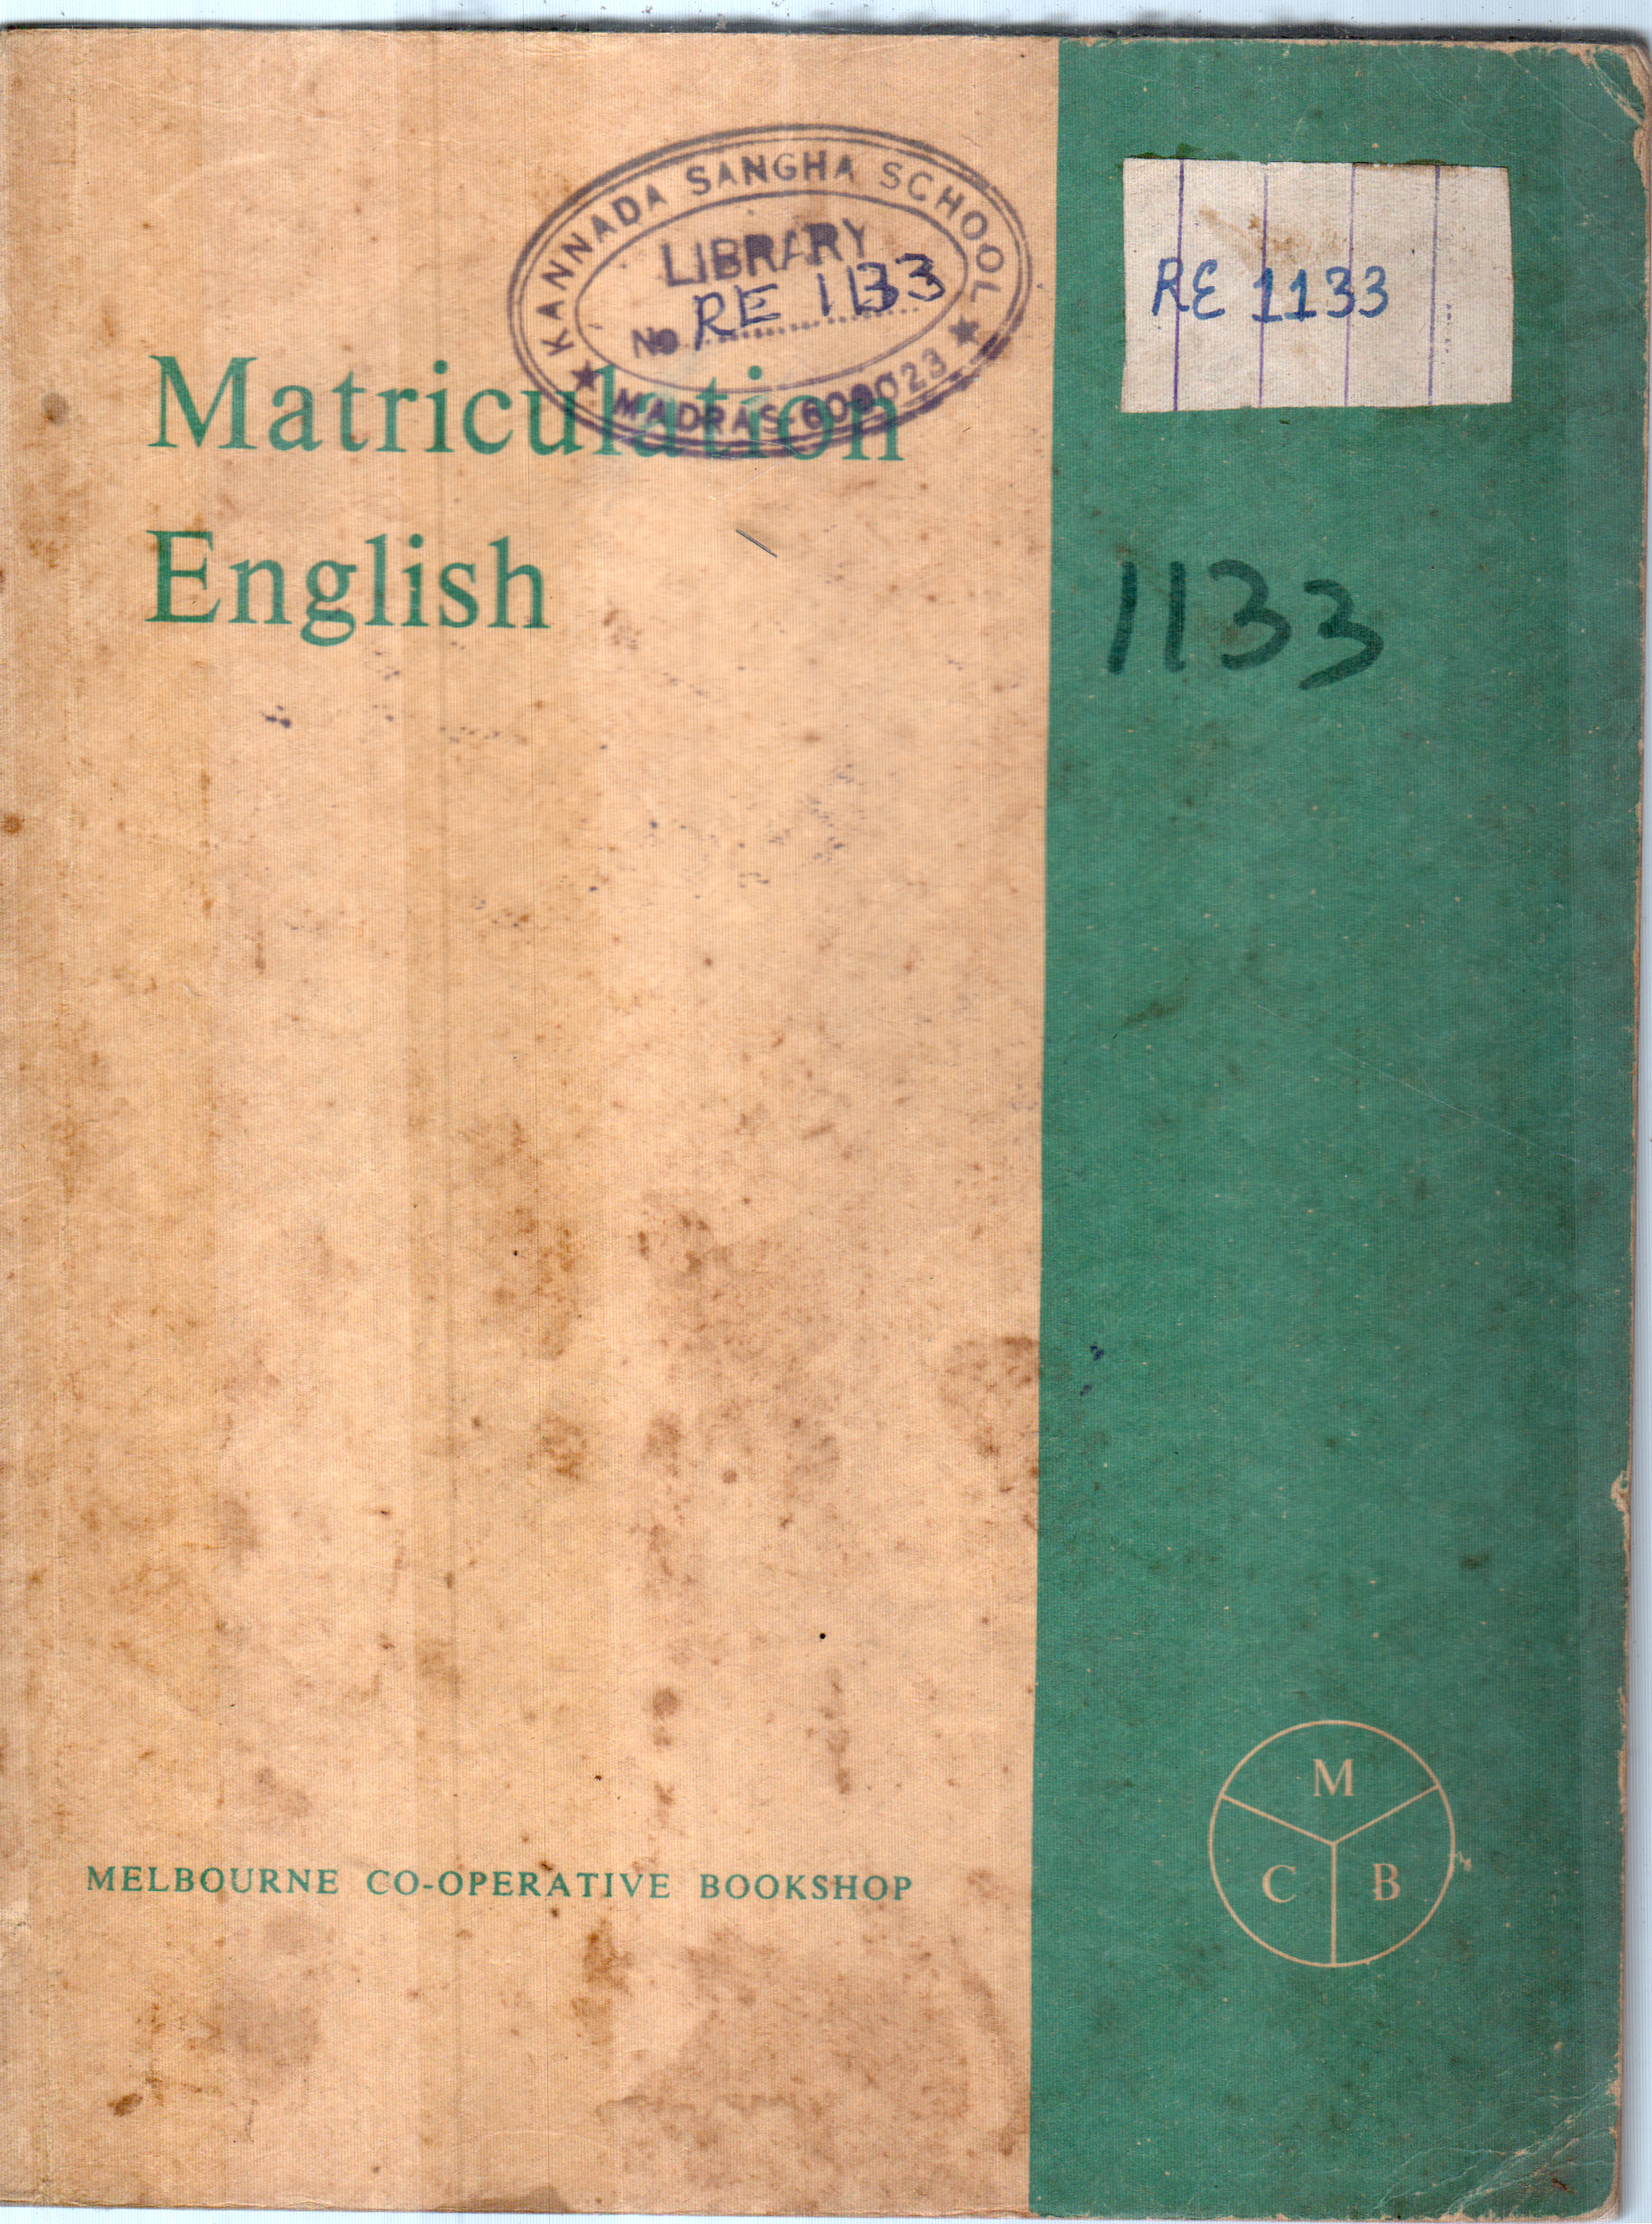 KANNADA SANGHA SCHOOL
LIBRARY
No RE 1133
MADRAS-600023
RE 1133
Matriculation
English
1133
M
C B
MELBOURNE CO-OPERATIVE BOOKSHOP